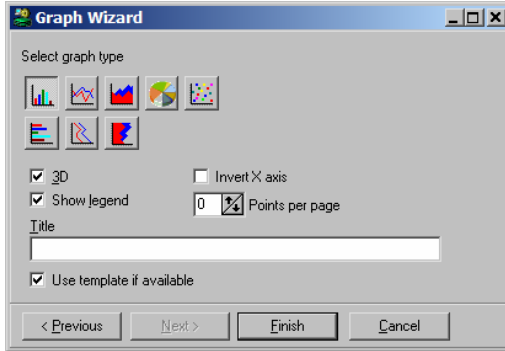 Graph Wizard
Select graph type
3D
Invert X axis
Show legend
0 Points per page
Title
Use template if available
< Previous Next > Finish Cancel